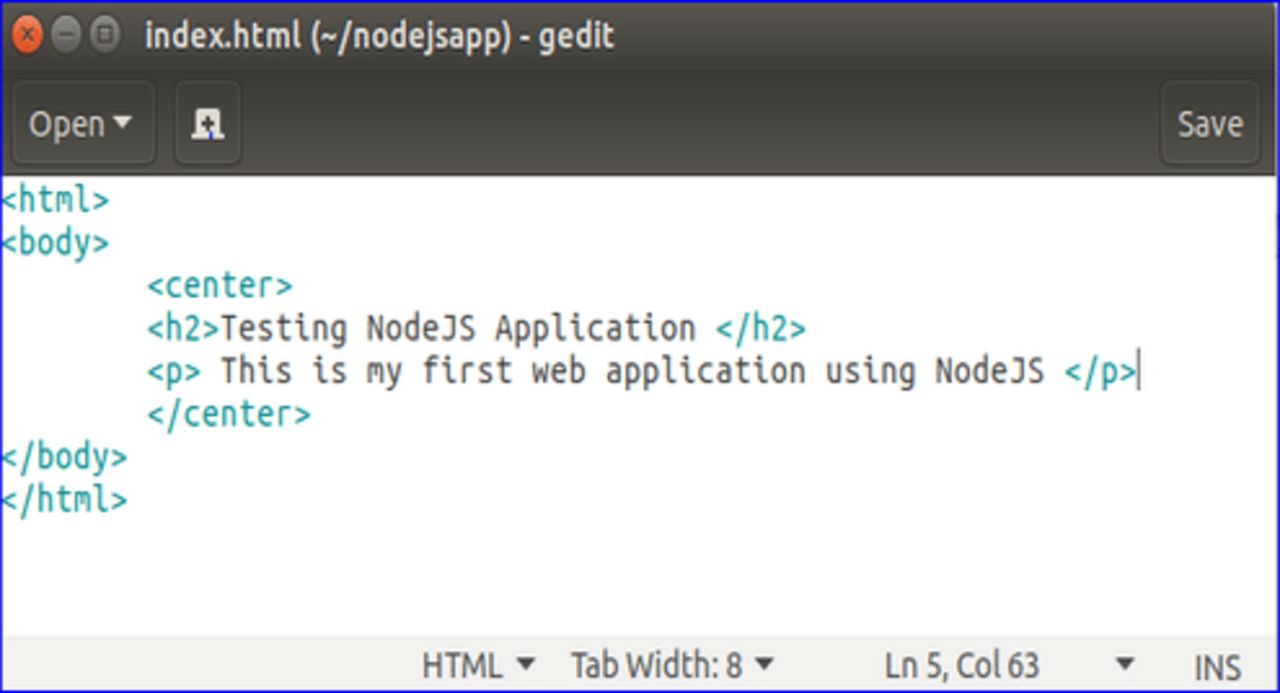 index.html (~/nodejsapp) - gedit
Open Save
<html>
<body>
<center>
<h2>Testing NodeJS Application </h2>
<p> This is my first web application using NodeJS </p>
</center>
</body>
</html>
HTML Tab Width: 8 Ln 5, Col 63 INS